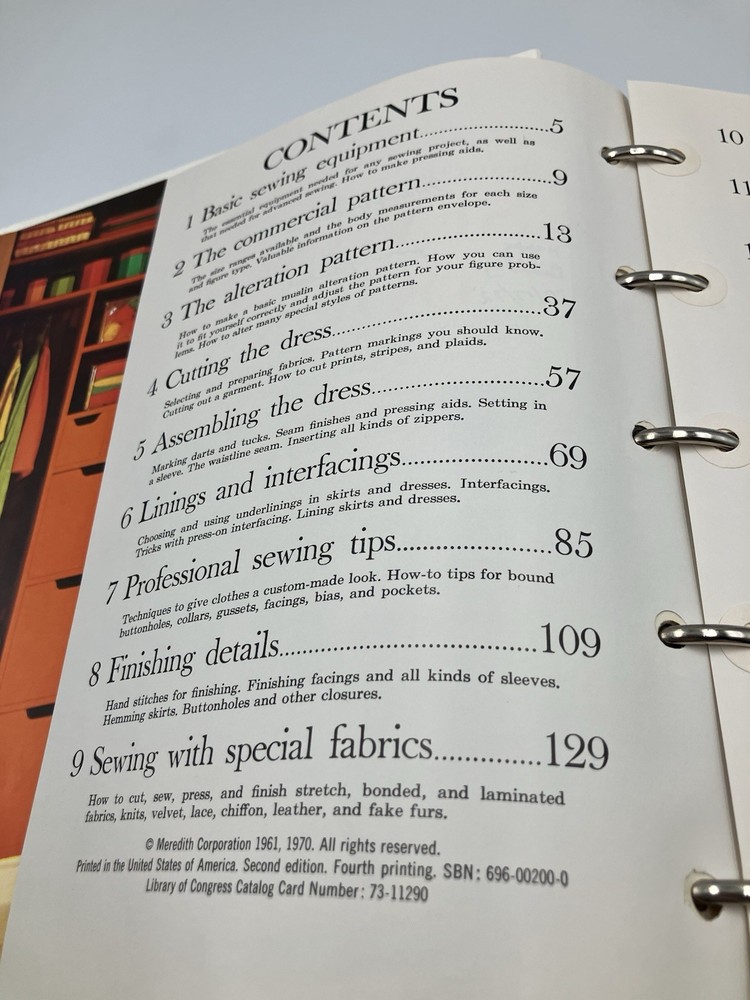 CONTENTS
1 Basic sewing equipment....................5
The essential equipment needed for any sewing project, as well as
that needed for advanced sewing. How to make pressing aids.
2 The commercial pattern....................9
The size ranges available and the body measurements for each size
and figure type. Valuable information on the pattern envelope.
3 The alteration pattern......................13
How to make a basic muslin alteration pattern. How you can use
it to fit yourself correctly and adjust the pattern for your figure prob-
lems. How to alter many special styles of patterns.
4 Cutting the dress...............................37
Selecting and preparing fabrics. Pattern markings you should know.
Cutting out a garment. How to cut prints, stripes, and plaids.
5 Assembling the dress.........................57
Marking darts and tucks. Seam finishes and pressing aids. Setting in
a sleeve. The waistline seam. Inserting all kinds of zippers.
6 Linings and interfacings....................69
Choosing and using underlinings in skirts and dresses. Interfacings.
Tricks with press-on interfacing. Lining skirts and dresses.
7 Professional sewing tips.....................85
Techniques to give clothes a custom-made look. How-to tips for bound
buttonholes, collars, gussets, facings, bias, and pockets.
8 Finishing details..................................109
Hand stitches for finishing. Finishing facings and all kinds of sleeves.
Hemming skirts. Buttonholes and other closures.
9 Sewing with special fabrics..............129
How to cut, sew, press, and finish stretch, bonded, and laminated
fabrics, knits, velvet, lace, chiffon, leather, and fake furs.
© Meredith Corporation 1961, 1970. All rights reserved.
Printed in the United States of America. Second edition. Fourth printing. SBN: 696-00200-0
Library of Congress Catalog Card Number: 73-11290
10
11